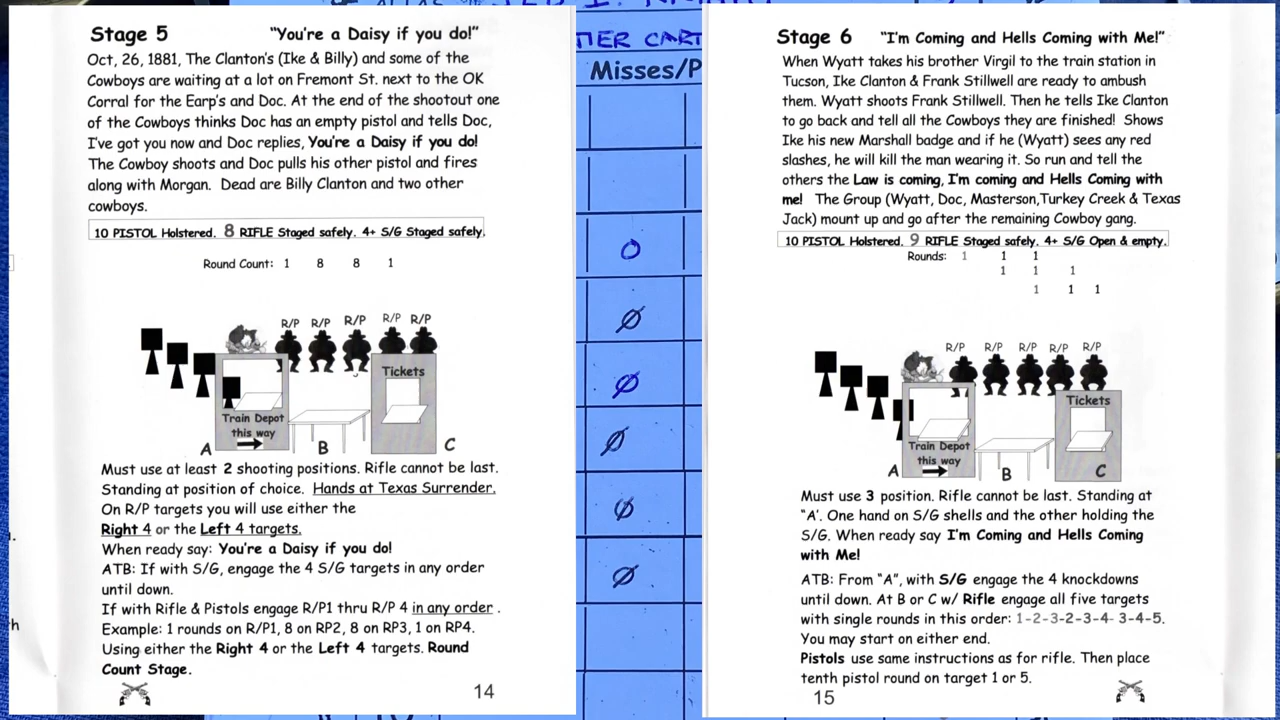 Stage 5 "You're a Daisy if you do!"
Oct, 26, 1881, The Clanton's (Ike & Billy) and some of the
Cowboys are waiting at a lot on Fremont St. next to the OK
Corral for the Earp's and Doc. At the end of the shootout one
of the Cowboys thinks Doc has an empty pistol and tells Doc,
I've got you now and Doc replies, You're a Daisy if you do!
The Cowboy shoots and Doc pulls his other pistol and fires
along with Morgan. Dead are Billy Clanton and two other
cowboys.
10 PISTOL Holstered. 8 RIFLE Staged safely. 4+ S/G Staged safely.
Round Count: 1 8 8 1
R/P R/P R/P R/P R/P
Tickets
Train Depot
this way
A B C
Must use at least 2 shooting positions. Rifle cannot be last.
Standing at position of choice. Hands at Texas Surrender.
On R/P targets you will use either the
Right 4 or the Left 4 targets.
When ready say: You're a Daisy if you do!
ATB: If with S/G, engage the 4 S/G targets in any order
until down.
If with Rifle & Pistols engage R/P1 thru R/P 4 in any order .
Example: 1 rounds on R/P1, 8 on RP2, 8 on RP3, 1 on RP4.
Using either the Right 4 or the Left 4 targets. Round
Count Stage.
14
TIER CART
Misses/P
0
Ø
Ø
Ø
Ø
Ø
Stage 6 "I'm Coming and Hells Coming with Me!"
When Wyatt takes his brother Virgil to the train station in
Tucson, Ike Clanton & Frank Stillwell are ready to ambush
them. Wyatt shoots Frank Stillwell. Then he tells Ike Clanton
to go back and tell all the Cowboys they are finished! Shows
Ike his new Marshall badge and if he (Wyatt) sees any red
slashes, he will kill the man wearing it. So run and tell the
others the Law is coming, I'm coming and Hells Coming with
me! The Group (Wyatt, Doc, Masterson,Turkey Creek & Texas
Jack) mount up and go after the remaining Cowboy gang.
10 PISTOL Holstered. 9 RIFLE Staged safely. 4+ S/G Open & empty.
Rounds: 1 1 1
1 1 1
1 1 1
R/P R/P R/P R/P R/P
Tickets
Train Depot
this way
A B C
Must use 3 position. Rifle cannot be last. Standing at
"A'. One hand on S/G shells and the other holding the
S/G. When ready say I'm Coming and Hells Coming
with Me!
ATB: From "A", with S/G engage the 4 knockdowns
until down. At B or C w/ Rifle engage all five targets
with single rounds in this order: 1-2-3-2-3-4- 3-4-5.
You may start on either end.
Pistols use same instructions as for rifle. Then place
tenth pistol round on target 1 or 5.
15